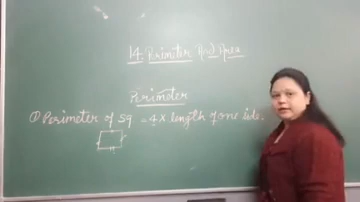 14. Perimeter And Area
Perimeter
① Perimeter of Sq = 4 x length of one side.